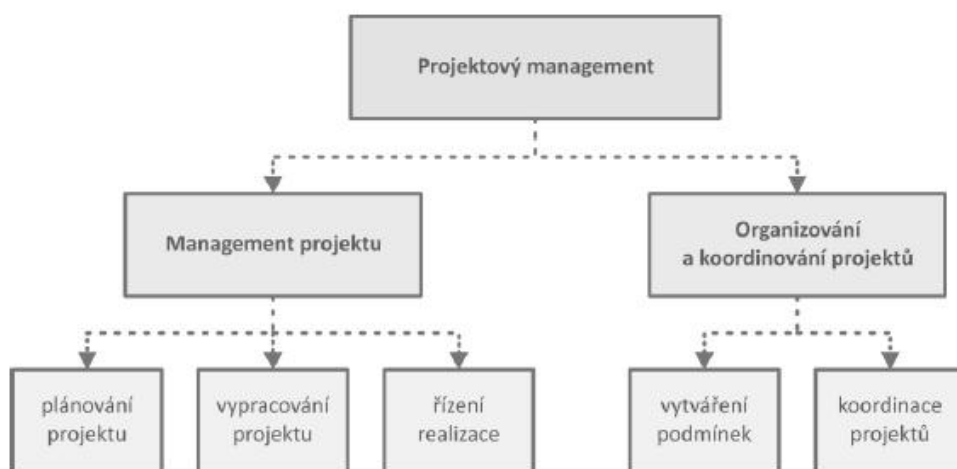 Projektový management
Management projektu
Organizování
a koordinování projektů
plánování
projektu
vypracování
projektu
řízení
realizace
vytváření
podmínek
koordinace
projektů